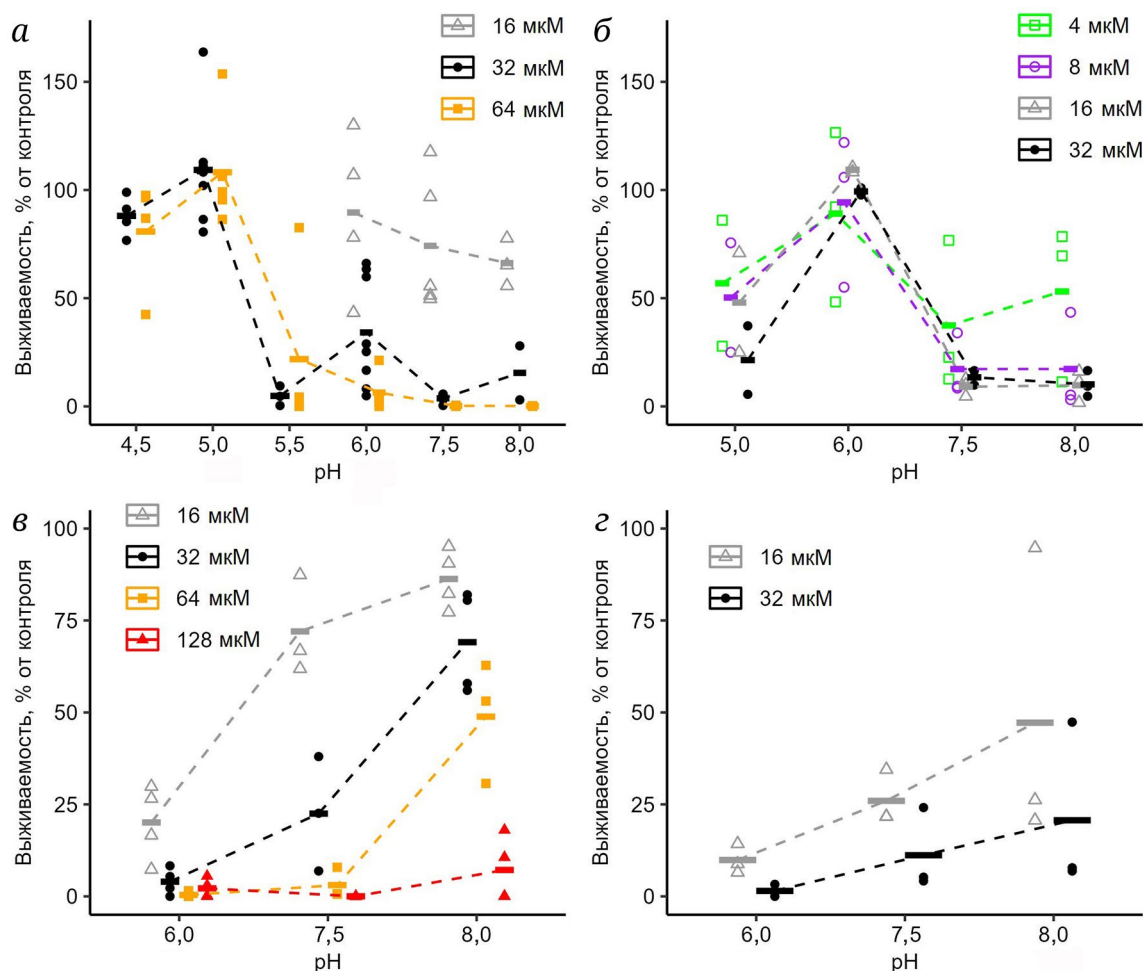 а
16 мкМ
32 мкМ
64 мкМ
Выживаемость, % от контроля
150
100
50
0
4,5 5,0 5,5 6,0 7,5 8,0
pH
б
4 мкМ
8 мкМ
16 мкМ
32 мкМ
Выживаемость, % от контроля
150
100
50
0
5,0 6,0 7,5 8,0
pH
в
16 мкМ
32 мкМ
64 мкМ
128 мкМ
Выживаемость, % от контроля
100
75
50
25
0
6,0 7,5 8,0
pH
г
16 мкМ
32 мкМ
Выживаемость, % от контроля
100
75
50
25
0
6,0 7,5 8,0
pH